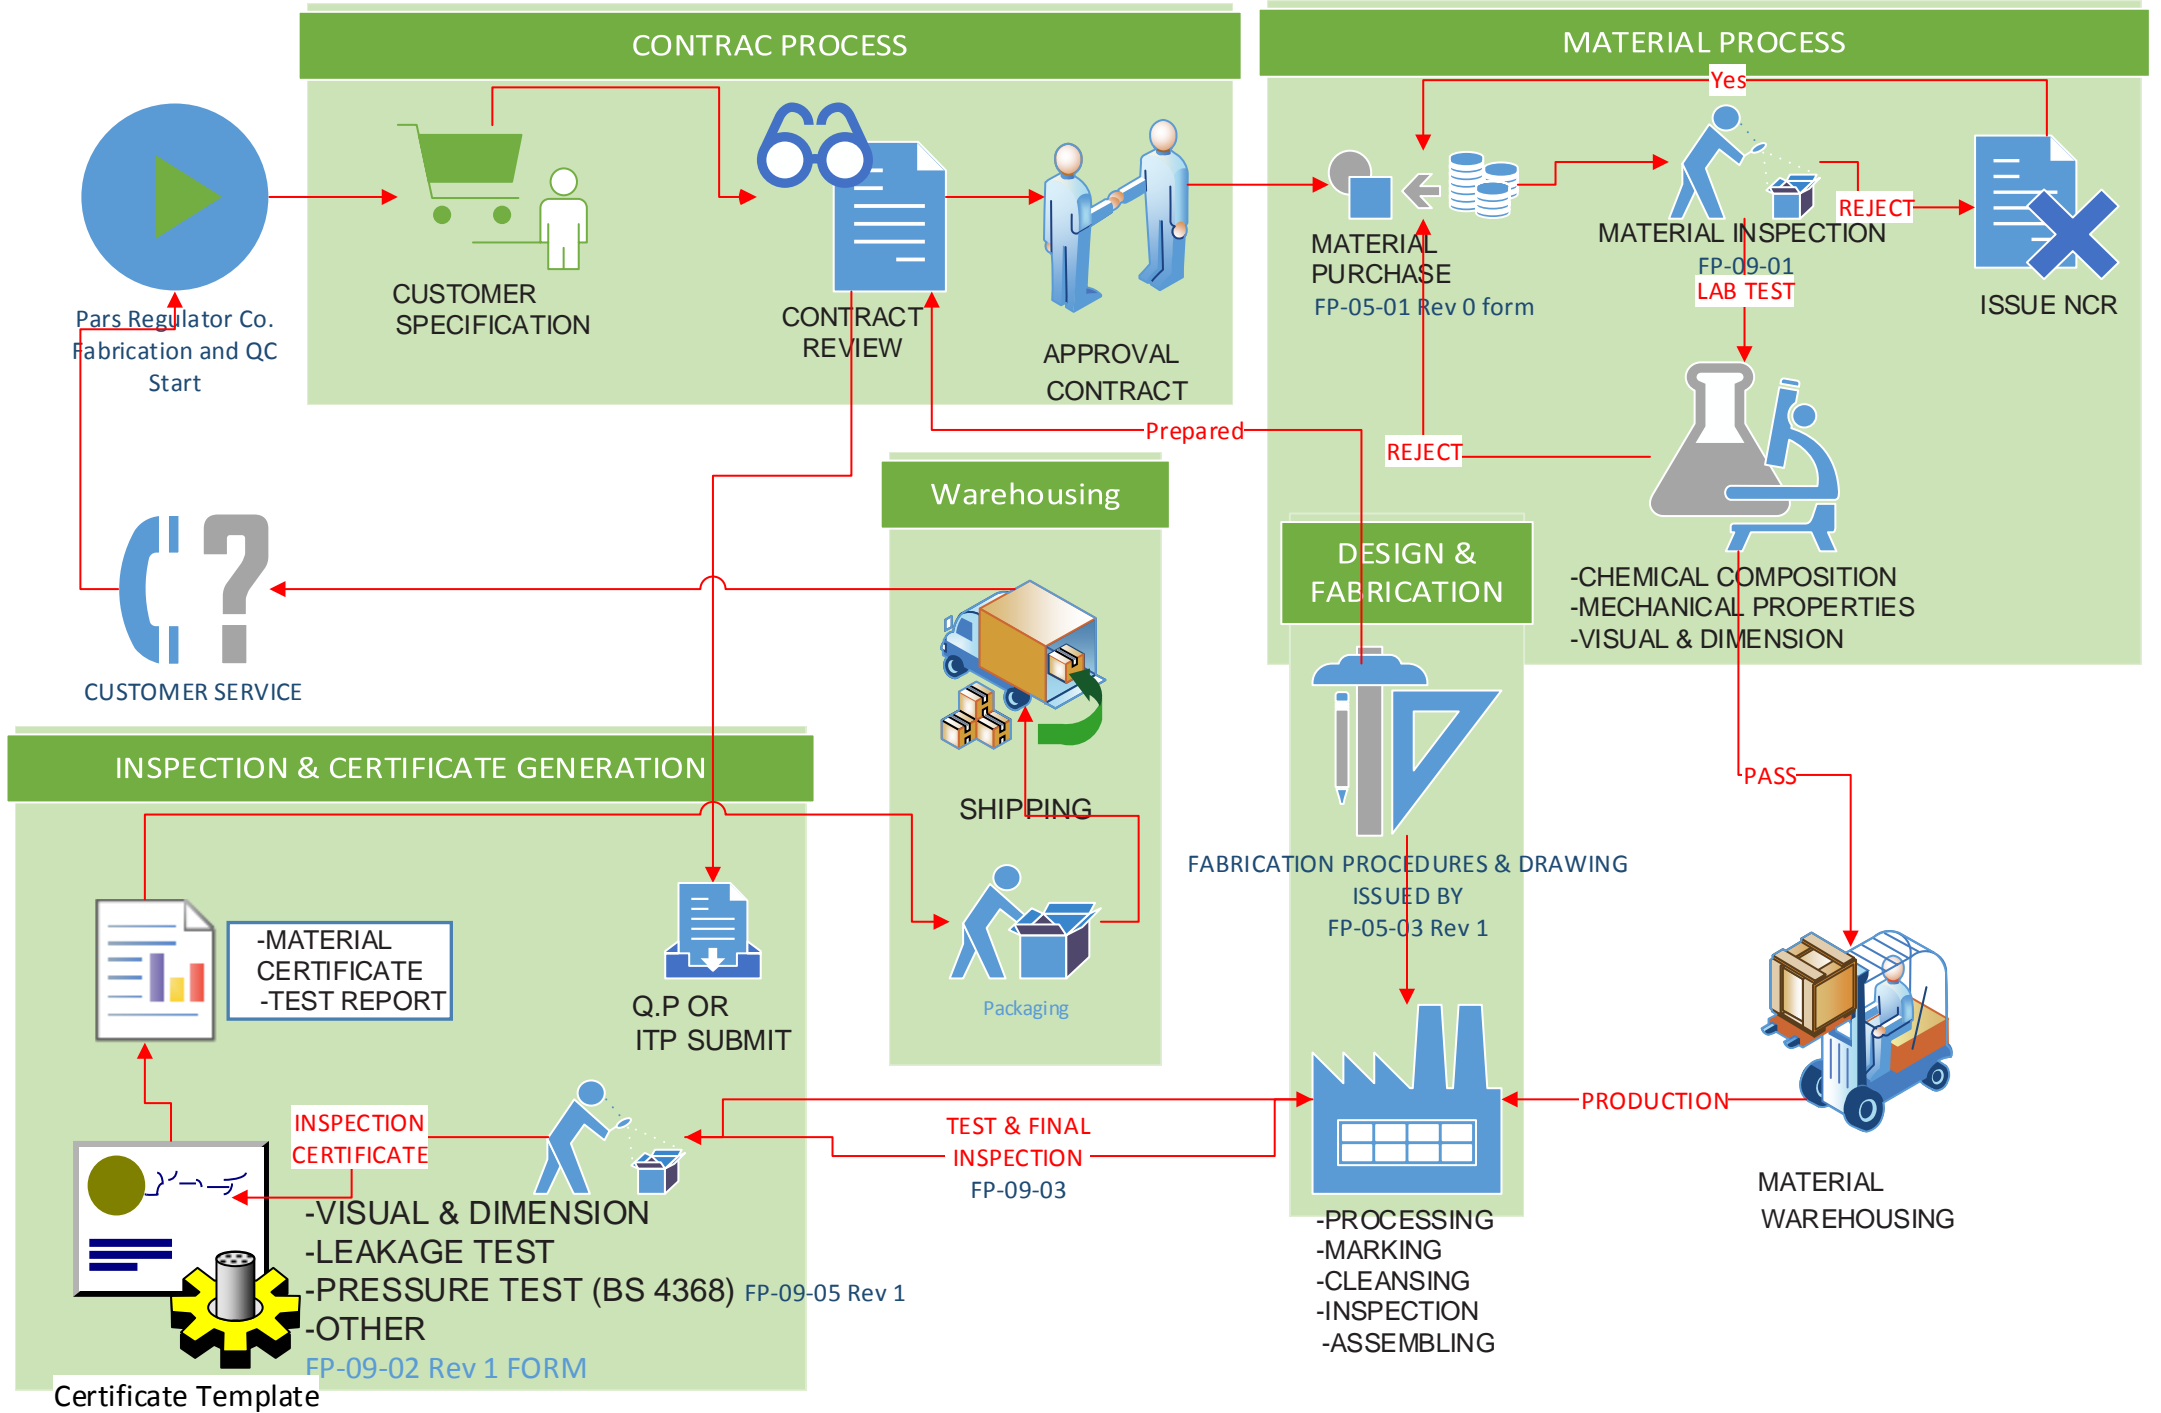 CONTRAC PROCESS
MATERIAL PROCESS
Yes
REJECT
Pars Regulator Co.
Fabrication and QC
Start
CUSTOMER
SPECIFICATION
CONTRACT
REVIEW
APPROVAL
CONTRACT
MATERIAL
PURCHASE
FP-05-01 Rev 0 form
MATERIAL INSPECTION
FP-09-01
LAB TEST
ISSUE NCR
Prepared
REJECT
Warehousing
DESIGN &
FABRICATION
-CHEMICAL COMPOSITION
-MECHANICAL PROPERTIES
-VISUAL & DIMENSION
CUSTOMER SERVICE
INSPECTION & CERTIFICATE GENERATION
SHIPPING
PASS
FABRICATION PROCEDURES & DRAWING
ISSUED BY
FP-05-03 Rev 1
-MATERIAL
CERTIFICATE
-TEST REPORT
Q.P OR
ITP SUBMIT
Packaging
INSPECTION
CERTIFICATE
TEST & FINAL
INSPECTION
FP-09-03
PRODUCTION
MATERIAL
WAREHOUSING
-VISUAL & DIMENSION
-LEAKAGE TEST
-PRESSURE TEST (BS 4368) FP-09-05 Rev 1
-OTHER
FP-09-02 Rev 1 FORM
-PROCESSING
-MARKING
-CLEANSING
-INSPECTION
-ASSEMBLING
Certificate Template